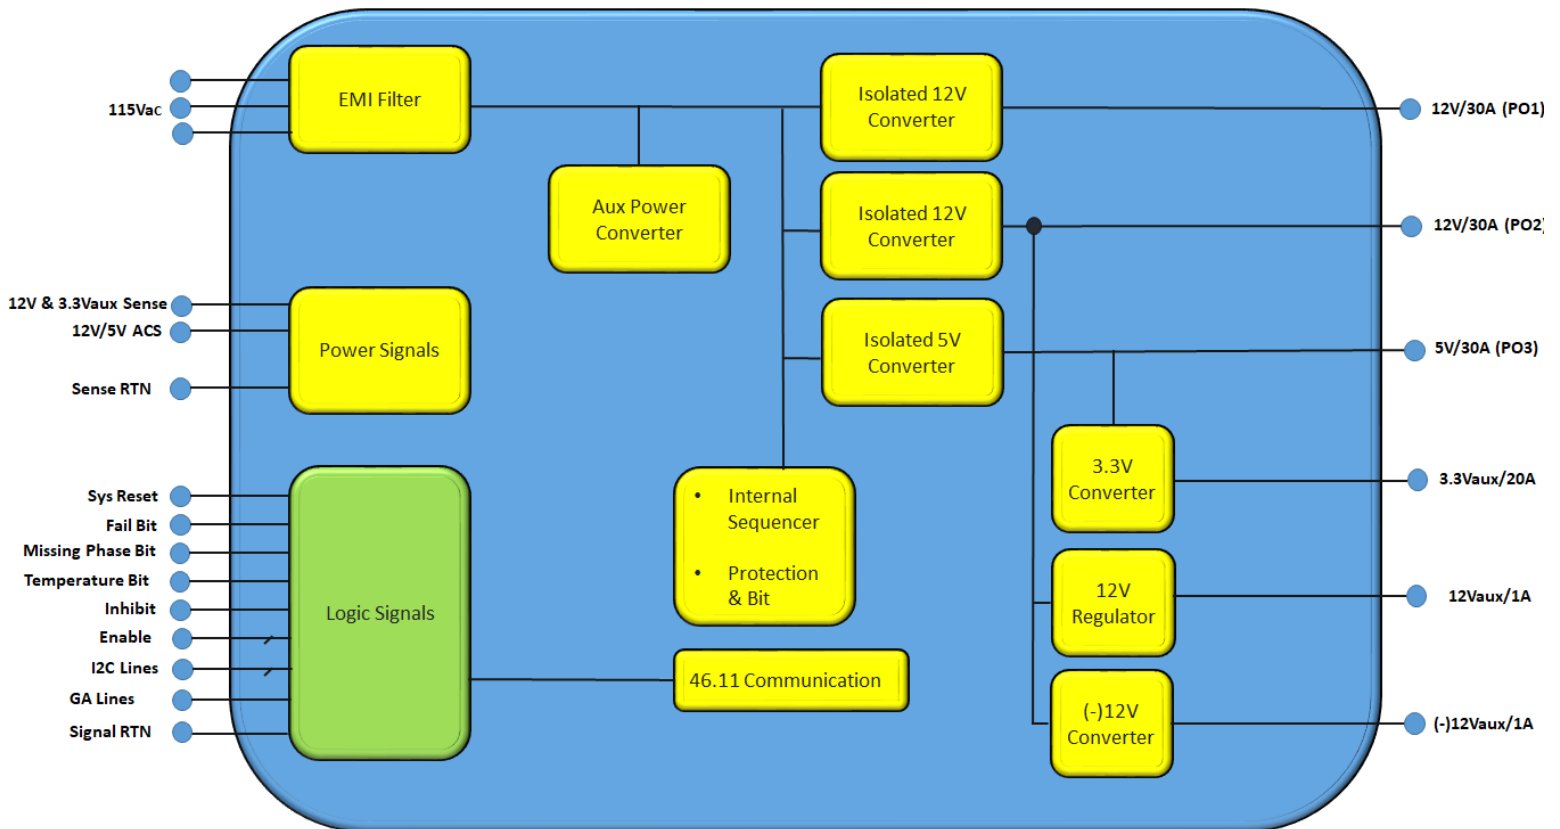 EMI Filter
115Vac
Isolated 12V
Converter
12V/30A (PO1)
Aux Power
Converter
Isolated 12V
Converter
12V/30A (PO2)
12V & 3.3Vaux Sense
12V/5V ACS
Sense RTN
Power Signals
Isolated 5V
Converter
5V/30A (PO3)
Sys Reset
Fail Bit
Missing Phase Bit
Temperature Bit
Inhibit
Enable
I2C Lines
GA Lines
Signal RTN
Logic Signals
• Internal
Sequencer
• Protection
& Bit
46.11 Communication
3.3V
Converter
3.3Vaux/20A
12V
Regulator
12Vaux/1A
(-)12V
Converter
(-)12Vaux/1A